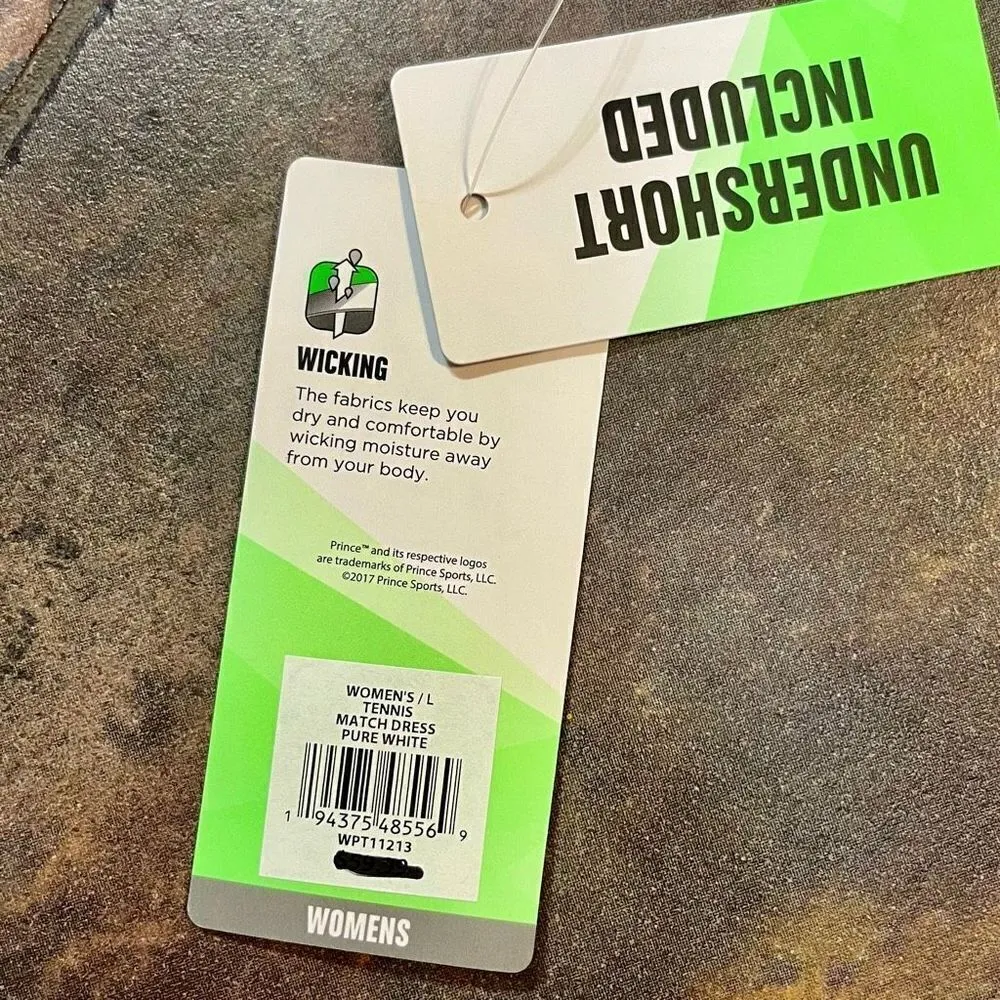 UNDERSHORT
INCLUDED
WICKING
The fabrics keep you
dry and comfortable by
wicking moisture away
from your body.
Prince™ and its respective logos
are trademarks of Prince Sports, LLC.
©2017 Prince Sports, LLC.
WOMEN'S / L
TENNIS
MATCH DRESS
PURE WHITE
1 94375 48556 9
WPT11213
WOMENS